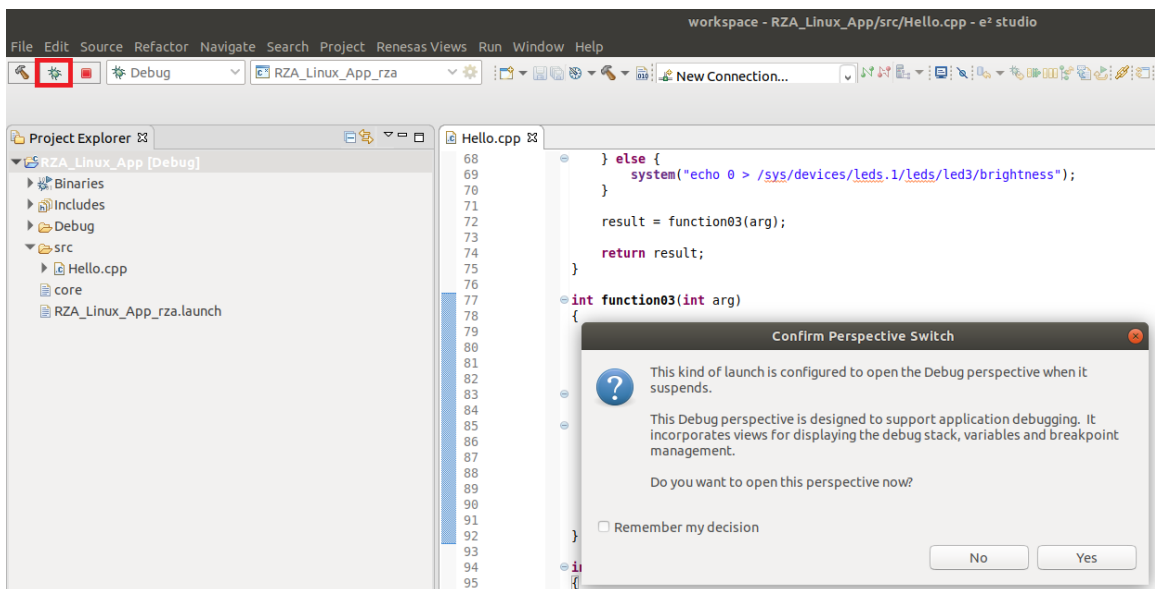 workspace - RZA_Linux_App/src/Hello.cpp - e² studio
File Edit Source Refactor Navigate Search Project Renesas Views Run Window Help
Debug RZA_Linux_App_rza New Connection...
Project Explorer
RZA_Linux_App [Debug]
Binaries
Includes
Debug
src
Hello.cpp
core
RZA_Linux_App_rza.launch
Hello.cpp
68 } else {
69 system("echo 0 > /sys/devices/leds.1/leds/led3/brightness");
70 }
71
72 result = function03(arg);
73
74 return result;
75 }
76
77 int function03(int arg)
78 {
79
80
81
82
83
84
85
86
87
88
89
90
91
92 }
93
94
95 {
Confirm Perspective Switch
This kind of launch is configured to open the Debug perspective when it
suspends.
This Debug perspective is designed to support application debugging. It
incorporates views for displaying the debug stack, variables and breakpoint
management.
Do you want to open this perspective now?
Remember my decision
No Yes